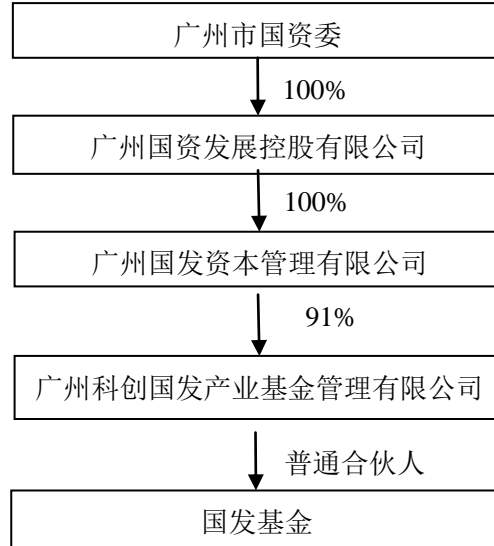 广州市国资委
100%
广州国资发展控股有限公司
100%
广州国发资本管理有限公司
91%
广州科创国发产业基金管理有限公司
普通合伙人
国发基金